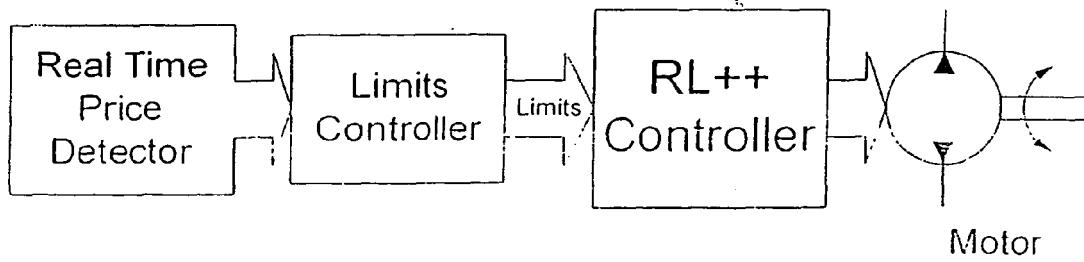 Real Time
Price
Detector
Limits
Controller
Limits
RL++
Controller
Motor